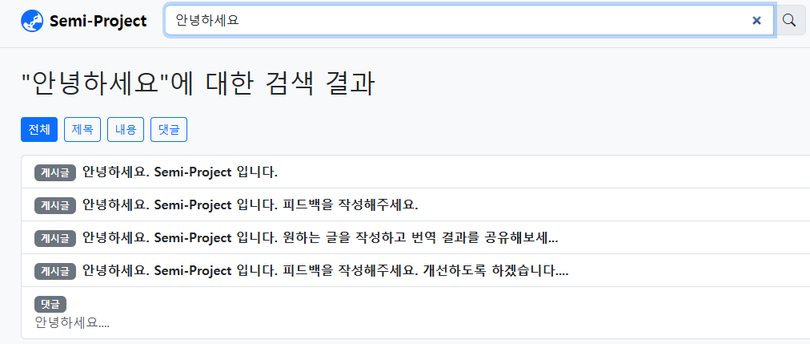 Semi-Project 안녕하세요
"안녕하세요"에 대한 검색 결과
전체 제목 내용 댓글
게시글 안녕하세요. Semi-Project 입니다.
게시글 안녕하세요. Semi-Project 입니다. 피드백을 작성해주세요.
게시글 안녕하세요. Semi-Project 입니다. 원하는 글을 작성하고 번역 결과를 공유해보세...
게시글 안녕하세요. Semi-Project 입니다. 피드백을 작성해주세요. 개선하도록 하겠습니다....
댓글
안녕하세요....